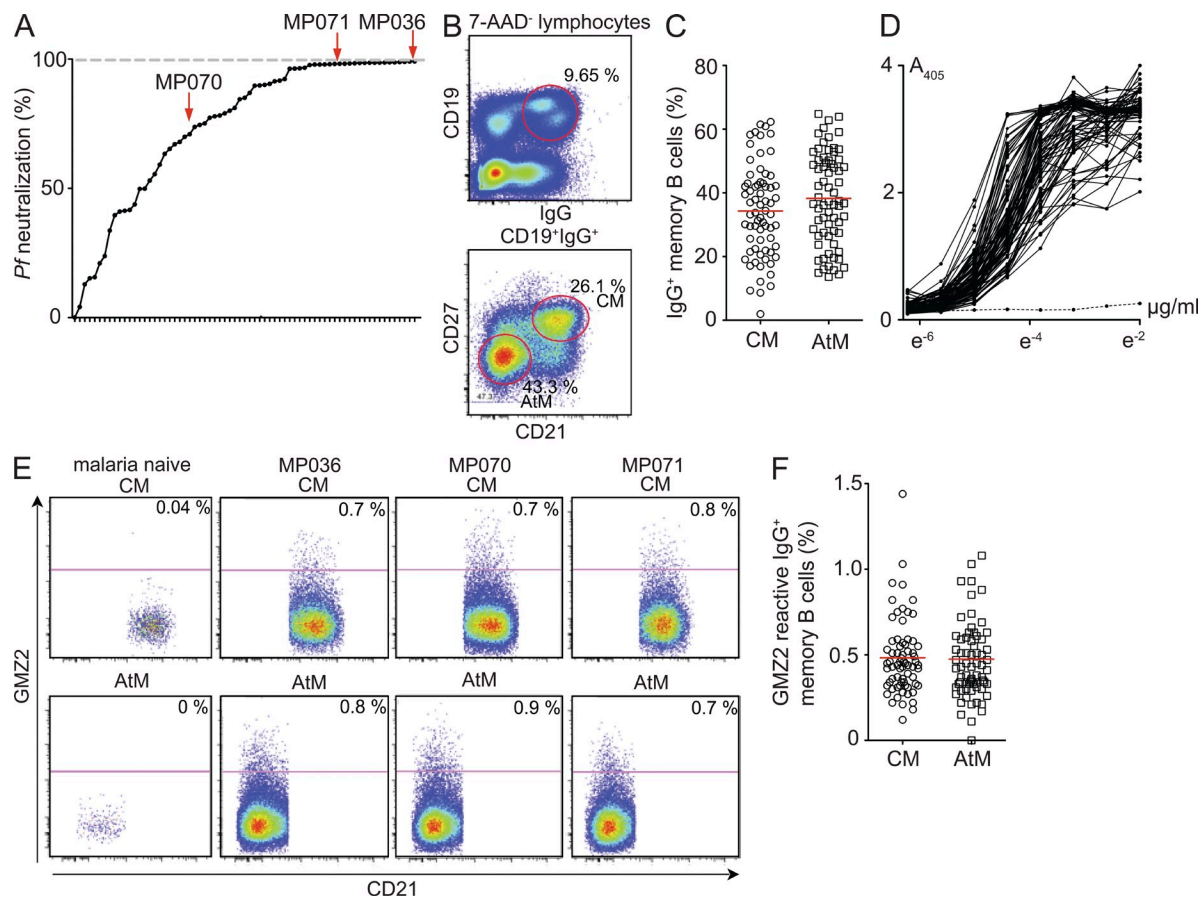 A
MP071 MP036
100
MP070
Pf neutralization (%)
50
0
B
7-AAD- lymphocytes
9.65 %
CD19
IgG
CD19+IgG+
26.1 %
CM
CD27
43.3 %
AtM
47.3
CD21
C
80
60
40
20
0
IgG+ memory B cells (%)
CM AtM
D
A405
4
2
0
µg/ml
e-6 e-4 e-2
E
malaria naive MP036 MP070 MP071
CM CM CM CM
0.04 % 0.7 % 0.7 % 0.8 %
GMZ2
AtM AtM AtM AtM
0 % 0.8 % 0.9 % 0.7 %
CD21
F
1.5
1.0
0.5
0
GMZ2 reactive IgG+
memory B cells (%)
CM AtM